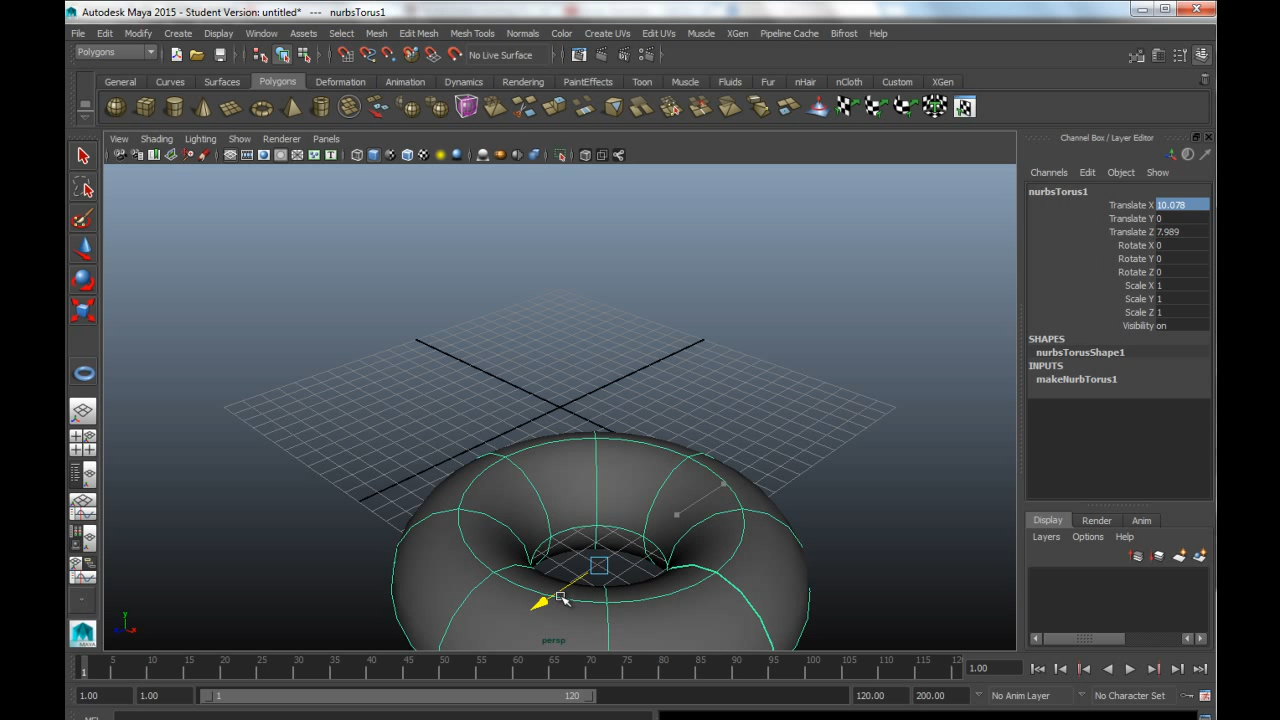 Autodesk Maya 2015 - Student Version: untitled* --- nurbsTorus1
File Edit Modify Create Display Window Assets Select Mesh Edit Mesh Mesh Tools Normals Color Create UVs Edit UVs Muscle XGen Pipeline Cache Bifrost Help
Polygons
No Live Surface
General Curves Surfaces Polygons Deformation Animation Dynamics Rendering PaintEffects Toon Muscle Fluids Fur nHair nCloth Custom XGen
View Shading Lighting Show Renderer Panels
Channel Box / Layer Editor
Channels Edit Object Show
nurbsTorus1
Translate X 10.078
Translate Y 0
Translate Z 7.989
Rotate X 0
Rotate Y 0
Rotate Z 0
Scale X 1
Scale Y 1
Scale Z 1
Visibility on
SHAPES
nurbsTorusShape1
INPUTS
makeNurbTorus1
Display Render Anim
Layers Options Help
y
persp
MAYA
1 5 10 15 20 25 30 35 40 45 50 55 60 65 70 75 80 85 90 95 100 105 110 115 12
1.00
1.00 1.00 1 120 120.00 200.00 No Anim Layer No Character Set
MEL